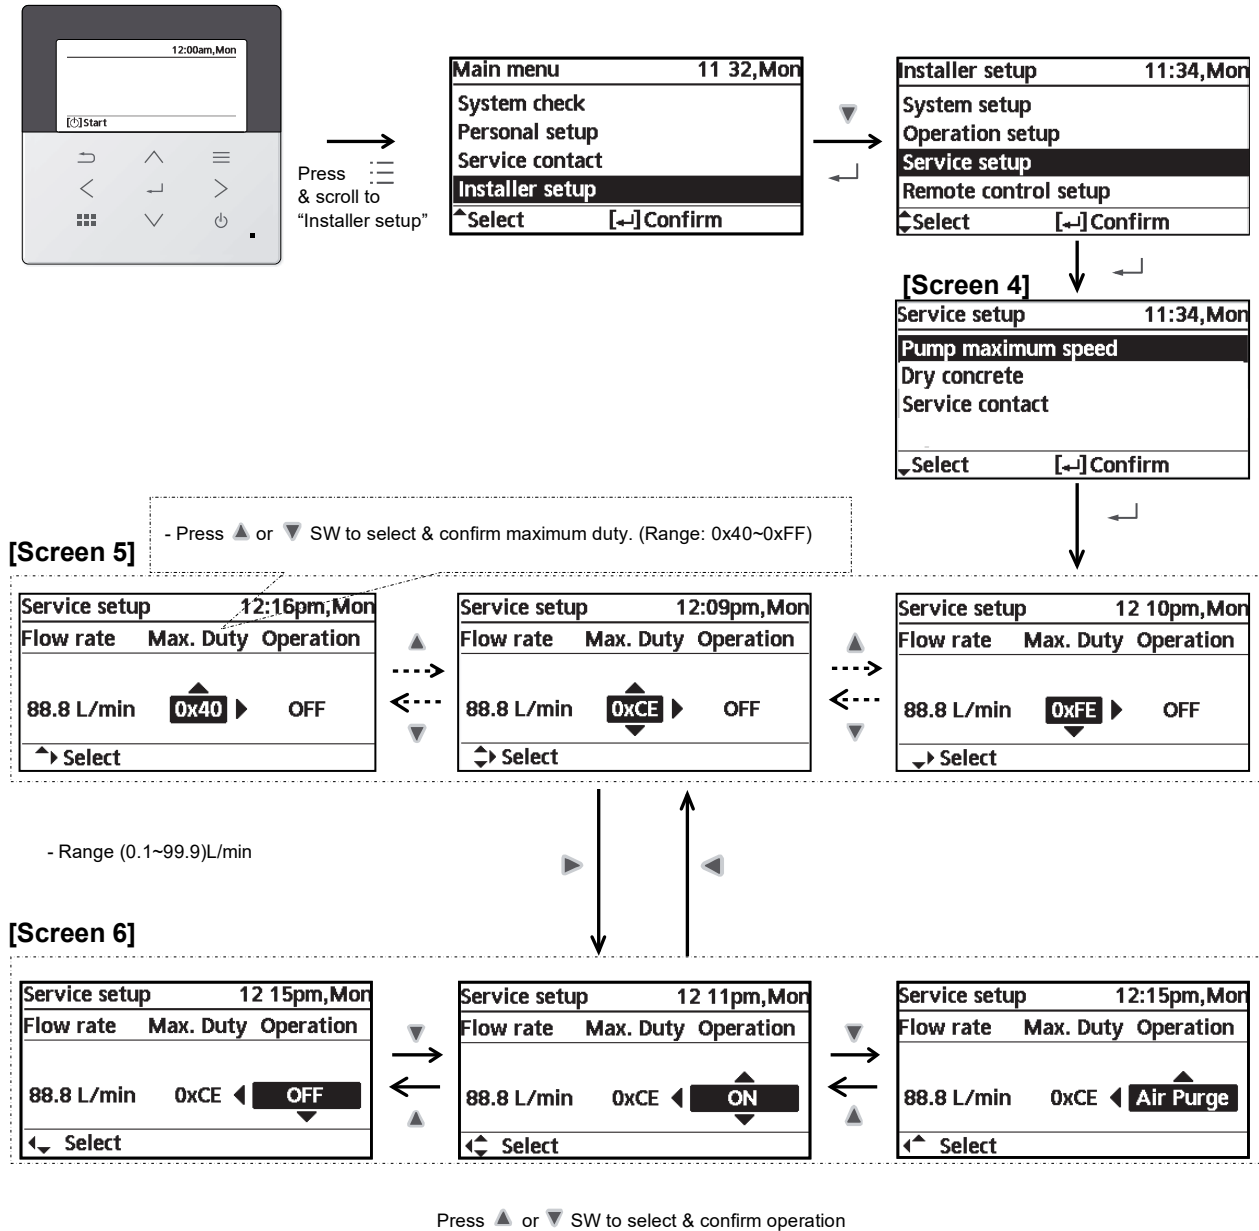 12:00am,Mon
[⏻]Start
Press
& scroll to
“Installer setup”
Main menu 11 32,Mon
System check
Personal setup
Service contact
Installer setup
Select [↵]Confirm
Installer setup 11:34,Mon
System setup
Operation setup
Service setup
Remote control setup
Select [↵]Confirm
[Screen 4]
Service setup 11:34,Mon
Pump maximum speed
Dry concrete
Service contact
Select [↵]Confirm
- Press ▲ or ▼ SW to select & confirm maximum duty. (Range: 0x40~0xFF)
[Screen 5]
Service setup 12:16pm,Mon
Flow rate Max. Duty Operation
88.8 L/min 0x40 OFF
Select
Service setup 12:09pm,Mon
Flow rate Max. Duty Operation
88.8 L/min 0xCE OFF
Select
Service setup 12 10pm,Mon
Flow rate Max. Duty Operation
88.8 L/min 0xFE OFF
Select
- Range (0.1~99.9)L/min
[Screen 6]
Service setup 12 15pm,Mon
Flow rate Max. Duty Operation
88.8 L/min 0xCE OFF
Select
Service setup 12 11pm,Mon
Flow rate Max. Duty Operation
88.8 L/min 0xCE ON
Select
Service setup 12:15pm,Mon
Flow rate Max. Duty Operation
88.8 L/min 0xCE Air Purge
Select
Press ▲ or ▼ SW to select & confirm operation